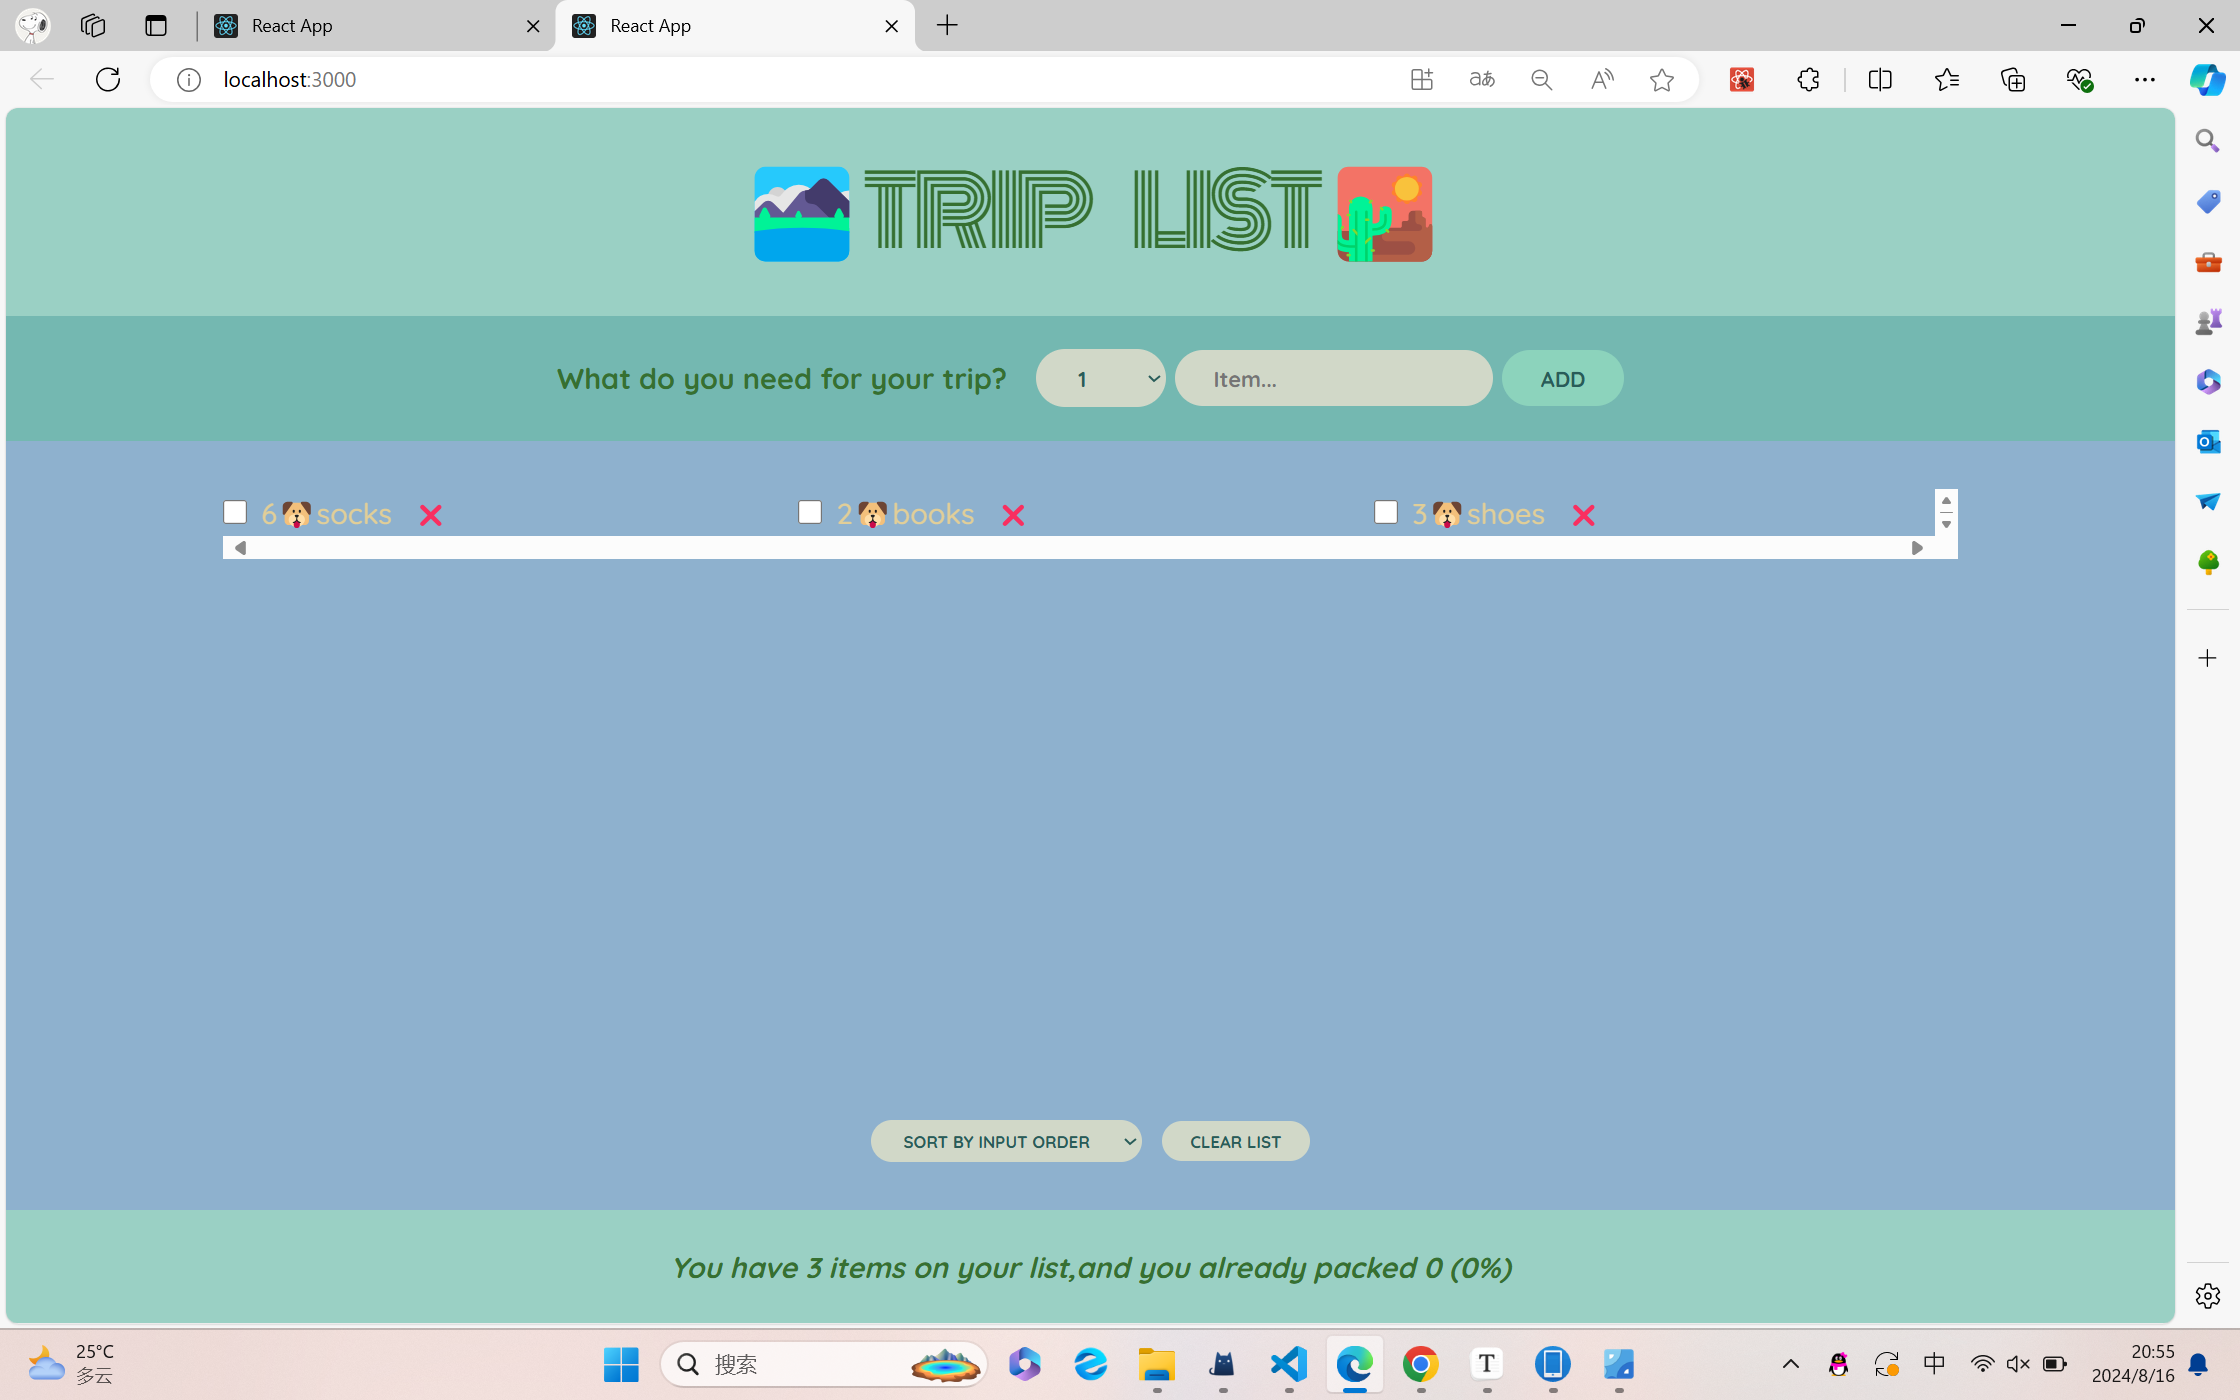 React App
React App
localhost:3000
TRIP LIST
What do you need for your trip?
1
Item...
ADD
6 socks
2 books
3 shoes
SORT BY INPUT ORDER
CLEAR LIST
You have 3 items on your list,and you already packed 0 (0%)
25°C
多云
搜索
中
20:55
2024/8/16